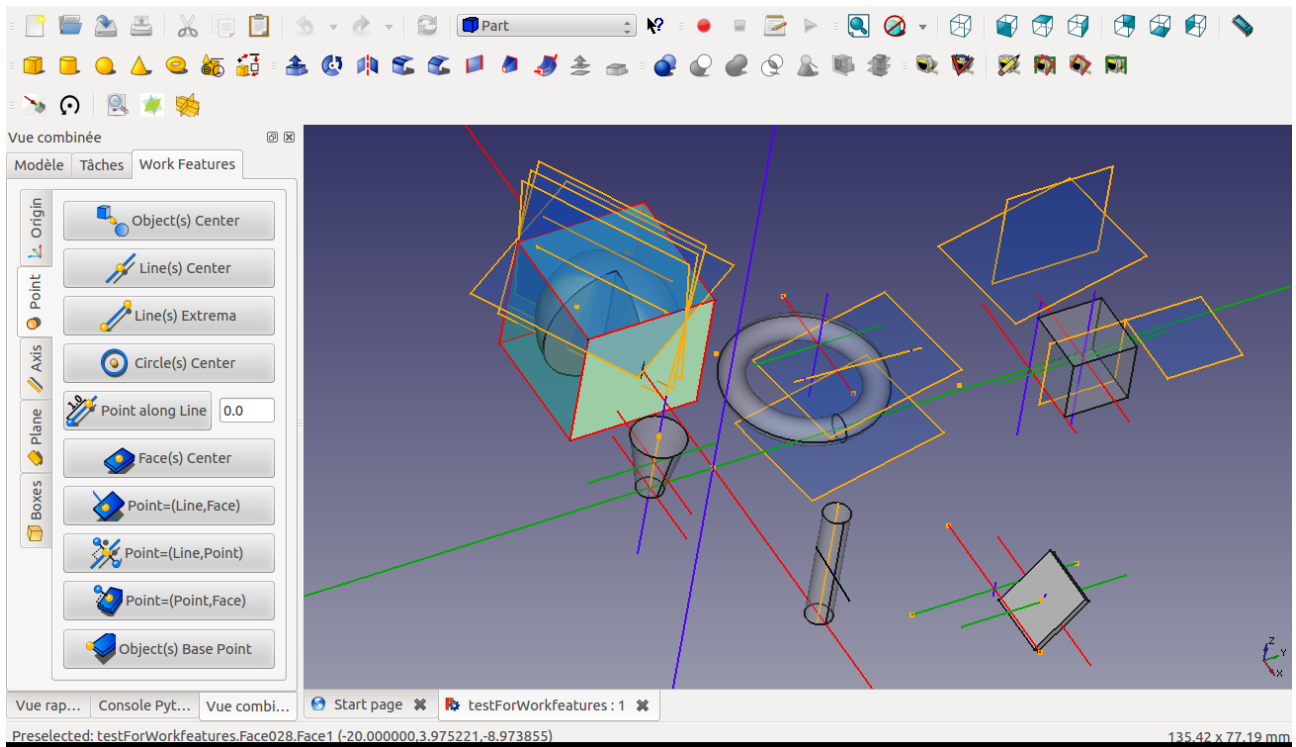 Part
Vue combinée
Modèle Tâches Work Features
Origin
Point
Axis
Plane
Boxes
Object(s) Center
Line(s) Center
Line(s) Extrema
Circle(s) Center
1.0
Point along Line 0.0
Face(s) Center
Point=(Line,Face)
Point=(Line,Point)
Point=(Point,Face)
Object(s) Base Point
Z
Y
X
Vue rap... Console Pyt... Vue combi... Start page testForWorkfeatures : 1
Preselected: testForWorkfeatures.Face028.Face1 (-20.000000,3.975221,-8.973855) 135.42 x 77.19 mm